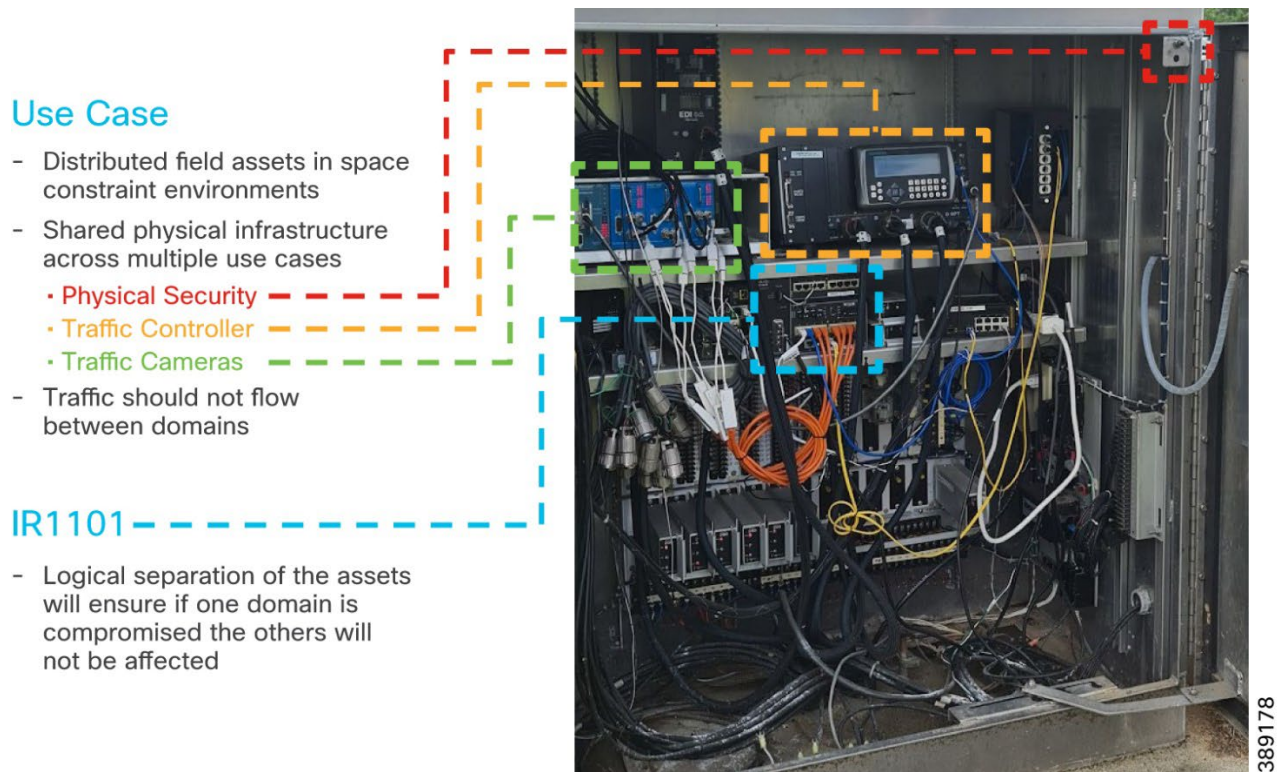 Use Case
- Distributed field assets in space
constraint environments
- Shared physical infrastructure
across multiple use cases
· Physical Security
· Traffic Controller
· Traffic Cameras
- Traffic should not flow
between domains
IR1101
- Logical separation of the assets
will ensure if one domain is
compromised the others will
not be affected
EDI
389178